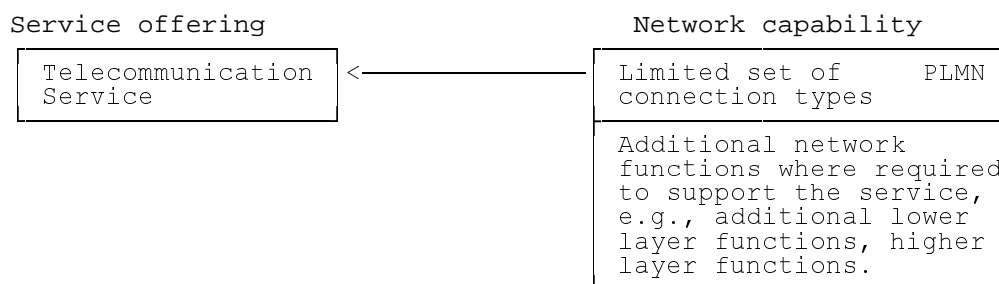 Service offering
Network capability
Telecommunication
Service
<
Limited set of PLMN
connection types
Additional network
functions where required
to support the service,
e.g., additional lower
layer functions, higher
layer functions.